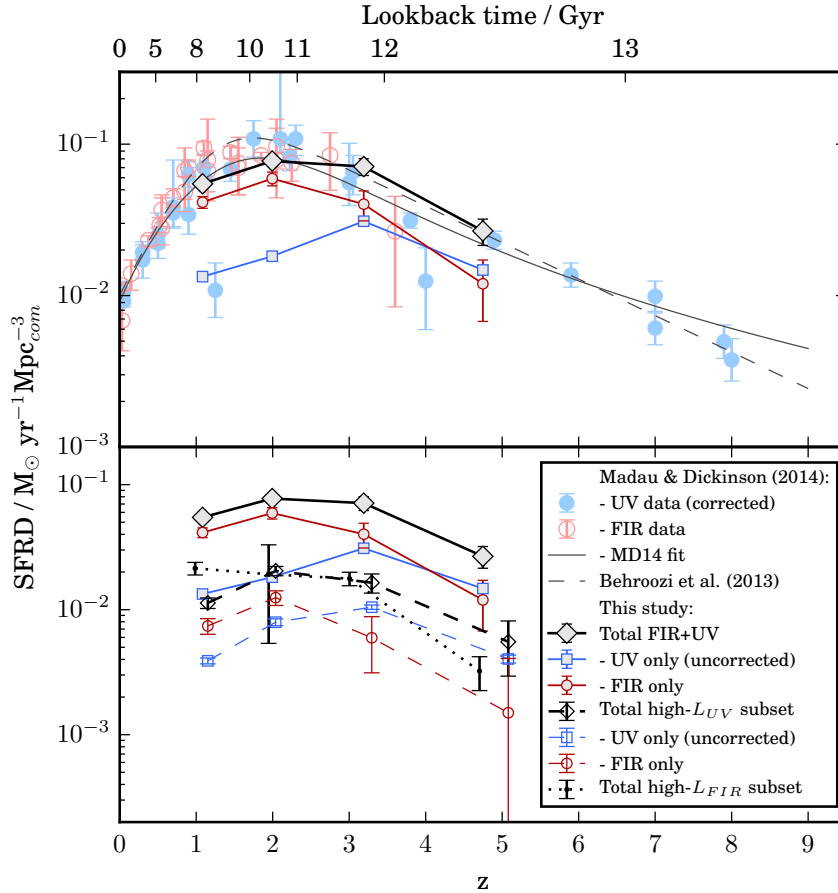 Lookback time / Gyr
0 5 8 10 11 12 13
10⁻¹
10⁻²
10⁻³
SFRD / M⊙ yr⁻¹Mpc⁻³com
10⁻¹
10⁻²
10⁻³
Madau & Dickinson (2014):
- UV data (corrected)
- FIR data
- MD14 fit
Behroozi et al. (2013)
This study:
Total FIR+UV
- UV only (uncorrected)
- FIR only
Total high-L_UV subset
- UV only (uncorrected)
- FIR only
Total high-L_FIR subset
0 1 2 3 4 5 6 7 8 9
z